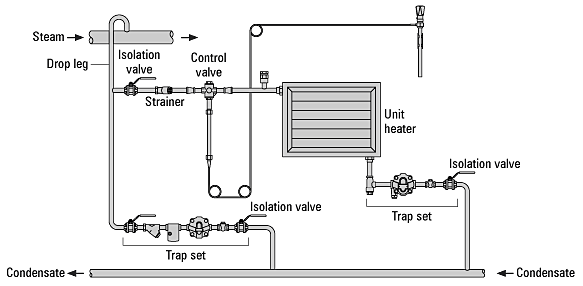 Steam
Drop leg
Isolation
valve
Control
valve
Strainer
Unit
heater
Isolation valve
Trap set
Isolation valve
Trap set
Condensate
Condensate